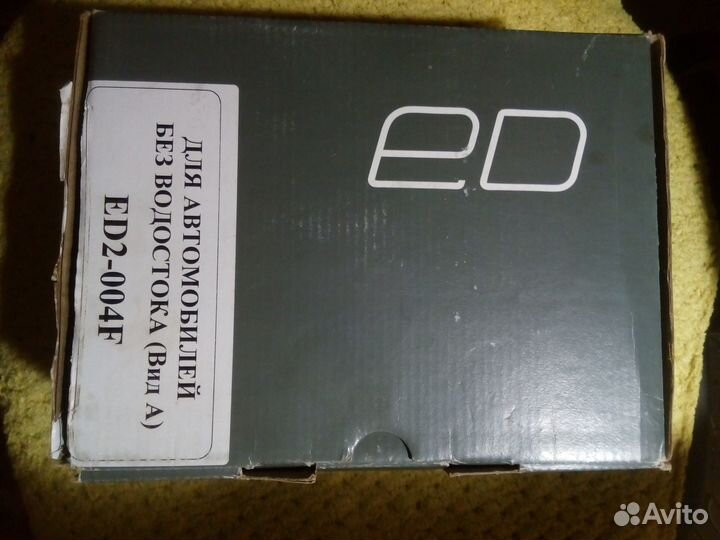 eD
ДЛЯ АВТОМОБИЛЕЙ
БЕЗ ВОДОСТОКА (Вид А)
ED2-004F
Avito